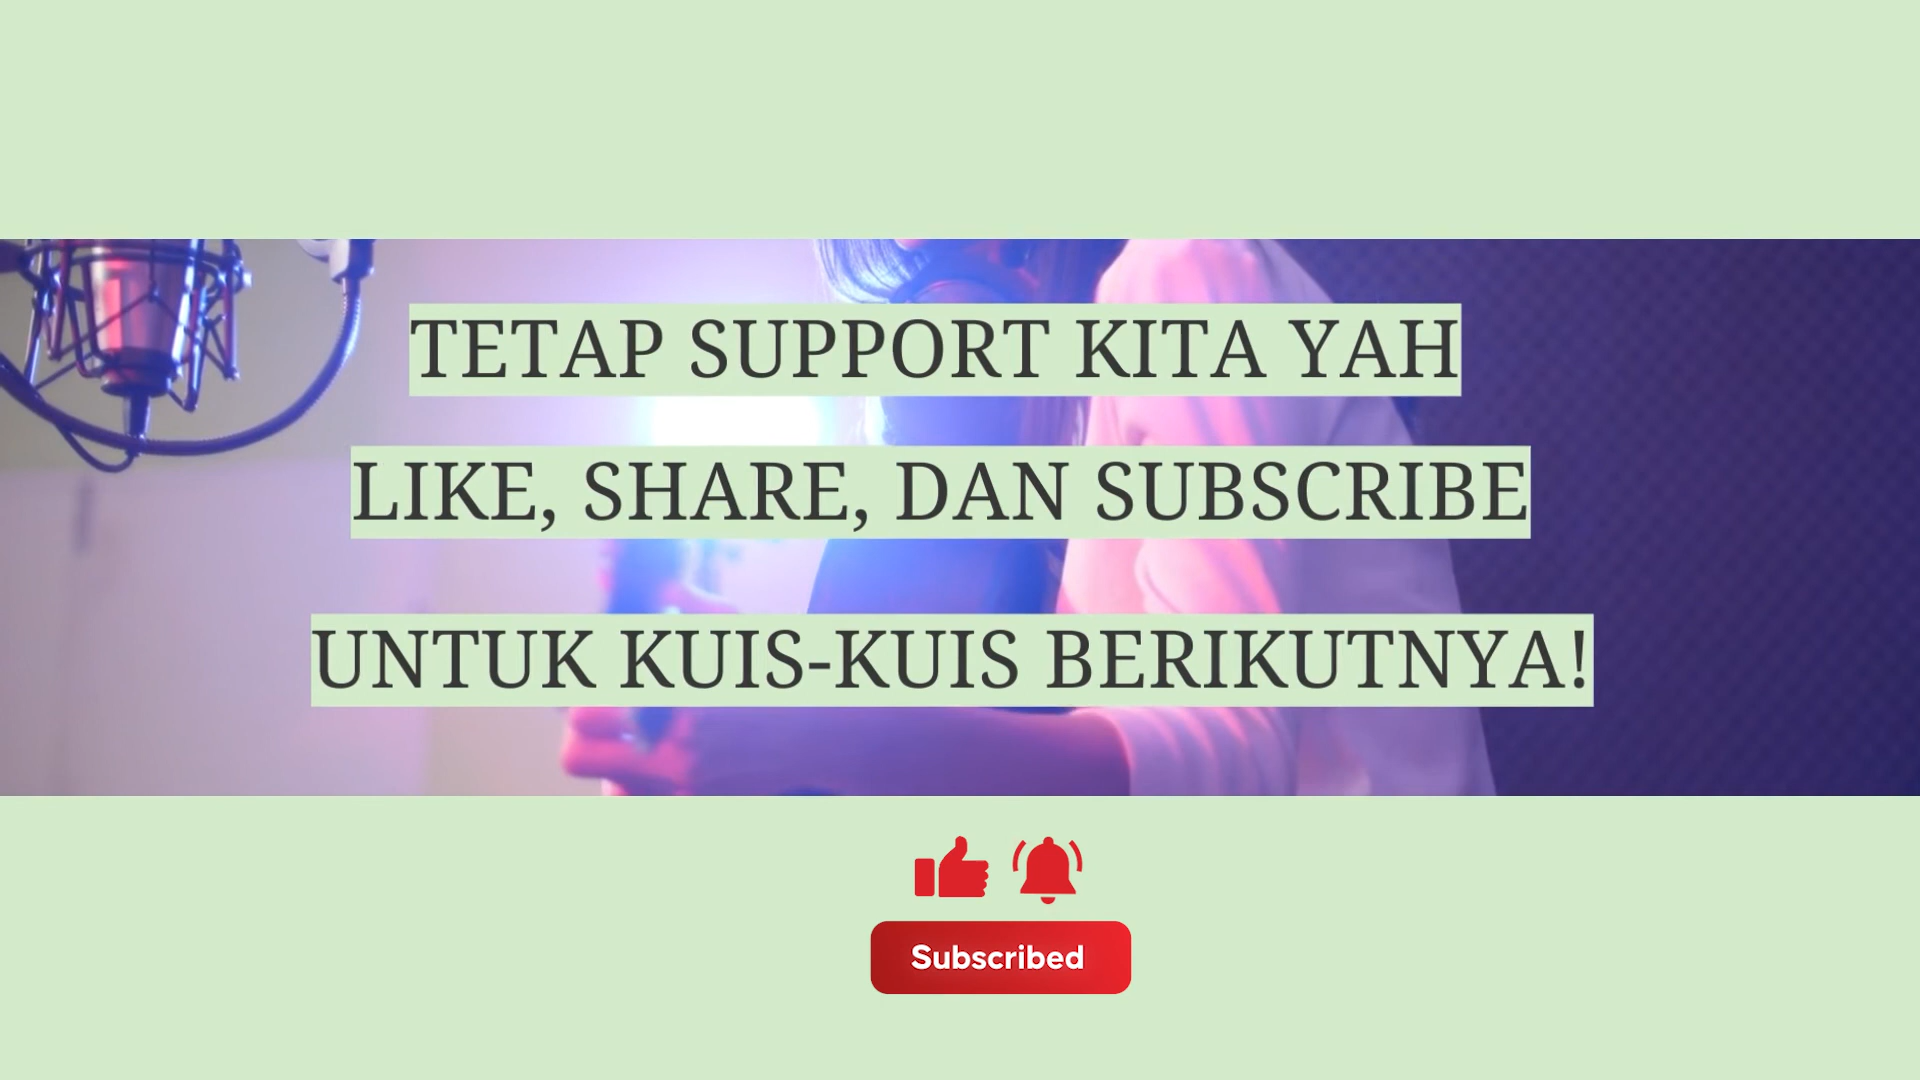 TETAP SUPPORT KITA YAH
LIKE, SHARE, DAN SUBSCRIBE
UNTUK KUIS-KUIS BERIKUTNYA!
Subscribed